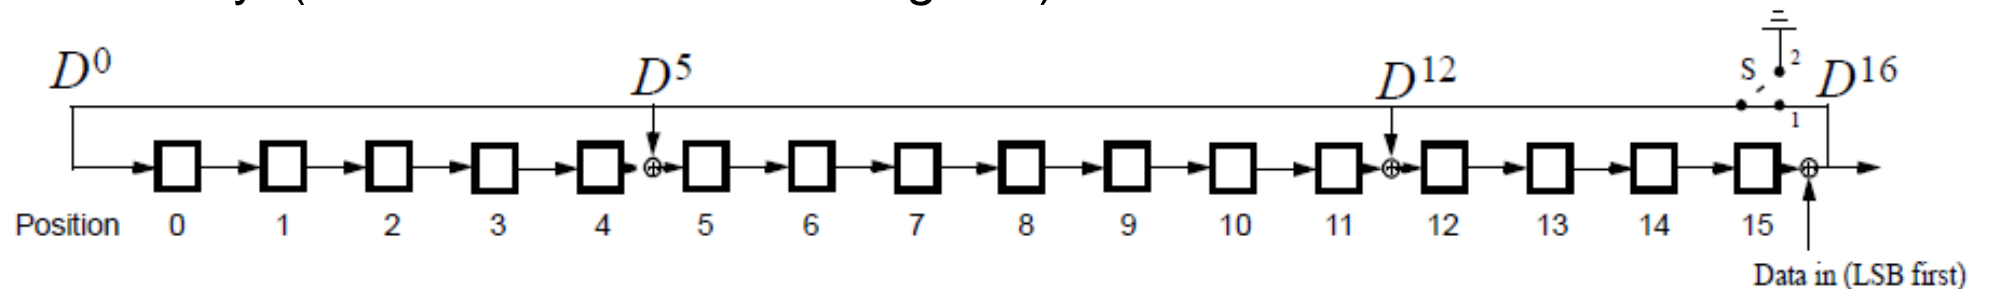 D⁰ D⁵ D¹² S 2 D¹⁶
1
Position 0 1 2 3 4 5 6 7 8 9 10 11 12 13 14 15
Data in (LSB first)